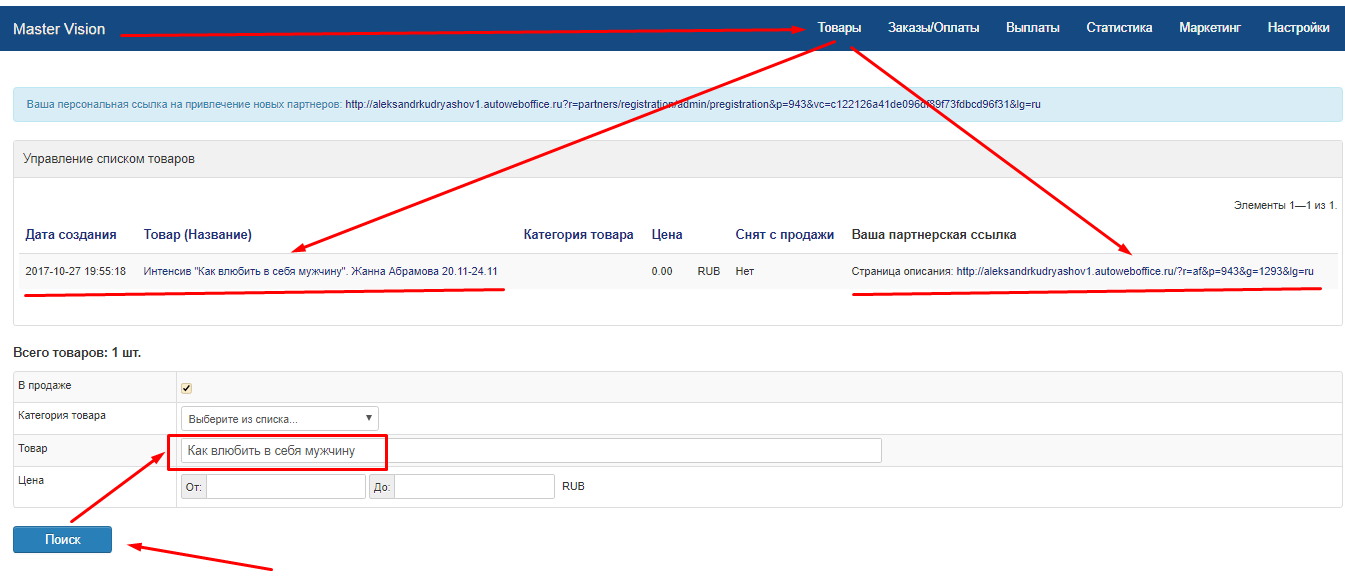 Master Vision Товары Заказы/Оплаты Выплаты Статистика Маркетинг Настройки
Ваша персональная ссылка на привлечение новых партнеров: http://aleksandrkudryashov1.autoweboffice.ru?r=partners/registration/admin/pregistration&p=943&vc=c122126a41de096df89f73fdbcd96f31&lg=ru
Управление списком товаров
Элементы 1—1 из 1.
Дата создания Товар (Название) Категория товара Цена Снят с продажи Ваша партнерская ссылка
2017-10-27 19:55:18 Интенсив "Как влюбить в себя мужчину". Жанна Абрамова 20.11-24.11 0.00 RUB Нет Страница описания: http://aleksandrkudryashov1.autoweboffice.ru/?r=af&p=943&g=1293&lg=ru
Всего товаров: 1 шт.
В продаже
Категория товара Выберите из списка...
Товар Как влюбить в себя мужчину
Цена От: До: RUB
Поиск